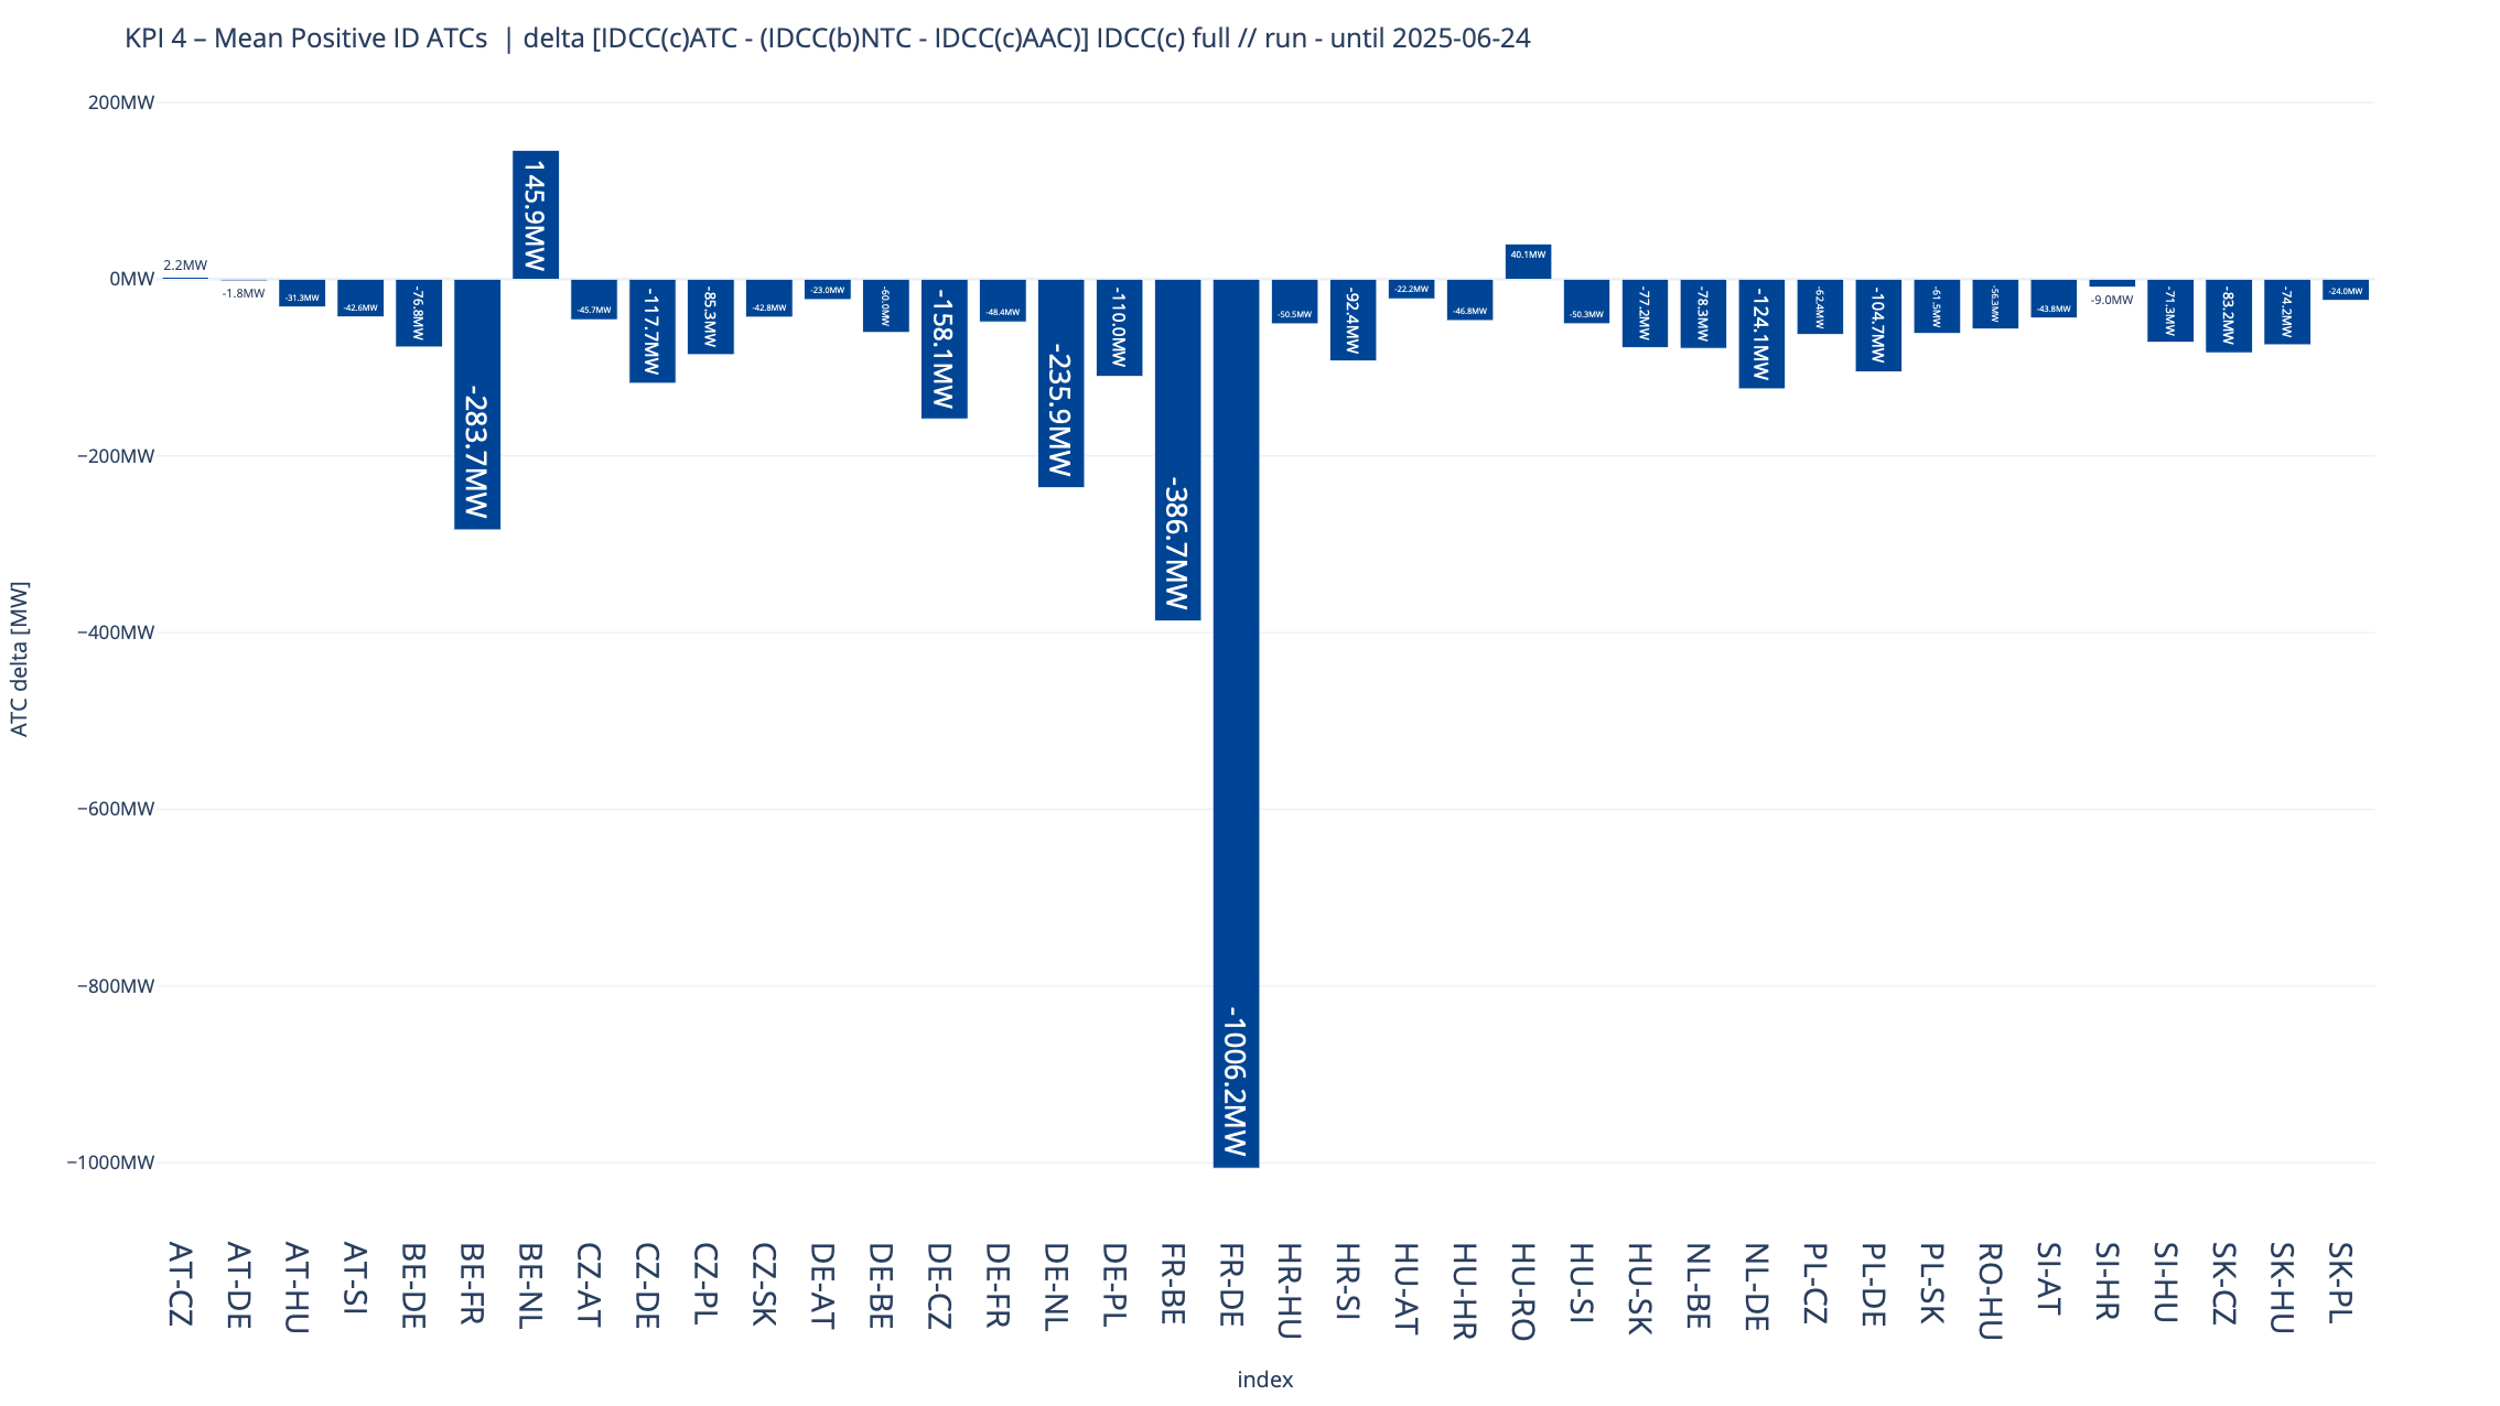 KPI 4 – Mean Positive ID ATCs | delta [IDCC(c)ATC - (IDCC(b)NTC - IDCC(c)AAC)] IDCC(c) full // run - until 2025-06-24
200MW
0MW
−200MW
−400MW
−600MW
−800MW
−1000MW
ATC delta [MW]
2.2MW
-1.8MW
-31.3MW
-42.6MW
-76.8MW
-283.7MW
145.9MW
-45.7MW
-117.7MW
-85.3MW
-42.8MW
-23.0MW
-60.0MW
-158.1MW
-48.4MW
-235.9MW
-110.0MW
-386.7MW
-1006.2MW
-50.5MW
-92.4MW
-22.2MW
-46.8MW
40.1MW
-50.3MW
-77.2MW
-78.3MW
-124.1MW
-62.4MW
-104.7MW
-61.5MW
-56.3MW
-43.8MW
-9.0MW
-71.3MW
-83.2MW
-74.2MW
-24.0MW
AT-CZ
AT-DE
AT-HU
AT-SI
BE-DE
BE-FR
BE-NL
CZ-AT
CZ-DE
CZ-PL
CZ-SK
DE-AT
DE-BE
DE-CZ
DE-FR
DE-NL
DE-PL
FR-BE
FR-DE
HR-HU
HR-SI
HU-AT
HU-HR
HU-RO
HU-SI
HU-SK
NL-BE
NL-DE
PL-CZ
PL-DE
PL-SK
RO-HU
SI-AT
SI-HR
SI-HU
SK-CZ
SK-HU
SK-PL
index